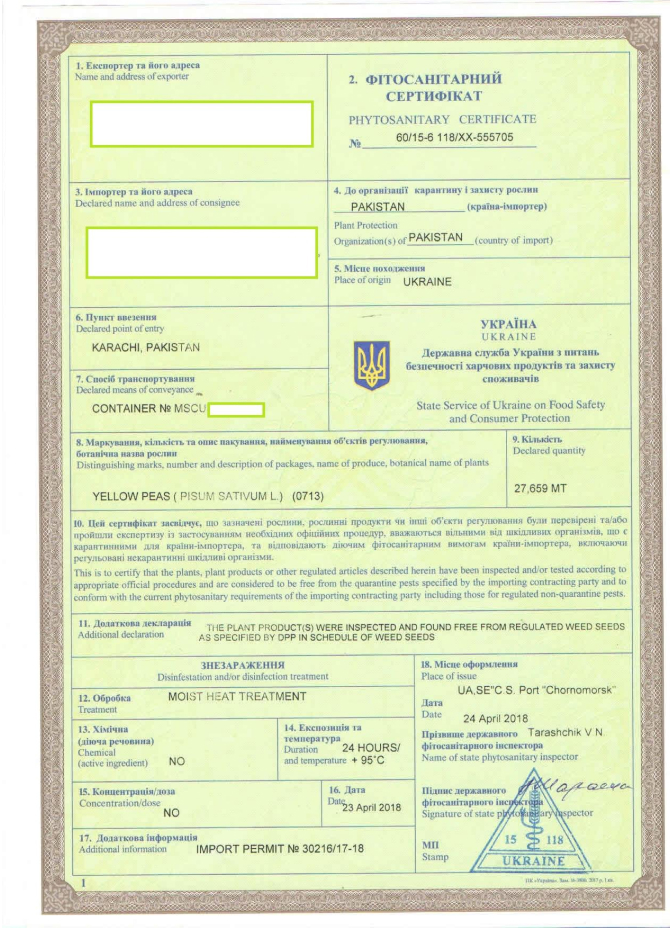 1. Експортер та його адреса
Name and address of exporter
2. ФІТОСАНІТАРНИЙ
СЕРТИФІКАТ
PHYTOSANITARY CERTIFICATE
№ 60/15-6 118/XX-555705
3. Імпортер та його адреса
Declared name and address of consignee
4. До організації карантину і захисту рослин
PAKISTAN (країна-імпортер)
Plant Protection
Organization(s) of PAKISTAN (country of import)
5. Місце походження
Place of origin UKRAINE
6. Пункт ввезення
Declared point of entry
KARACHI, PAKISTAN
УКРАЇНА
UKRAINE
Державна служба України з питань
безпечності харчових продуктів та захисту
споживачів
State Service of Ukraine on Food Safety
and Consumer Protection
7. Спосіб транспортування
Declared means of conveyance
CONTAINER № MSCU
8. Маркування, кількість та опис пакування, найменування об'єктів регулювання,
ботанічна назва рослин
Distinguishing marks, number and description of packages, name of produce, botanical name of plants
YELLOW PEAS ( PISUM SATIVUM L.) (0713)
9. Кількість
Declared quantity
27,659 MT
10. Цей сертифікат засвідчує, що зазначені рослини, рослинні продукти чи інші об'єкти регулювання були перевірені та/або
пройшли експертизу із застосуванням необхідних офіційних процедур, вважаються вільними від шкідливих організмів, що є
карантинними для країни-імпортера, та відповідають діючим фітосанітарним вимогам країни-імпортера, включаючи
регульовані некарантинні шкідливі організми.
This is to certify that the plants, plant products or other regulated articles described herein have been inspected and/or tested according to
appropriate official procedures and are considered to be free from the quarantine pests specified by the importing contracting party and to
conform with the current phytosanitary requirements of the importing contracting party including those for regulated non-quarantine pests.
11. Додаткова декларація
Additional declaration
THE PLANT PRODUCT(S) WERE INSPECTED AND FOUND FREE FROM REGULATED WEED SEEDS
AS SPECIFIED BY DPP IN SCHEDULE OF WEED SEEDS
ЗНЕЗАРАЖЕННЯ
Disinfestation and/or disinfection treatment
12. Обробка
Treatment
MOIST HEAT TREATMENT
13. Хімічна
(діюча речовина)
Chemical
(active ingredient) NO
14. Експозиція та
температура
Duration 24 HOURS/
and temperature + 95°C
15. Концентрація/доза
Concentration/dose
NO
16. Дата
Date 23 April 2018
17. Додаткова інформація
Additional information IMPORT PERMIT № 30216/17-18
18. Місце оформлення
Place of issue
UA,SE"C.S. Port "Chornomorsk"
Дата
Date 24 April 2018
Прізвище державного Tarashchik V N
фітосанітарного інспектора
Name of state phytosanitary inspector
Підпис державного
фітосанітарного інспектора
Signature of state phytosanitary inspector
МП
Stamp
15 118
UKRAINE
1